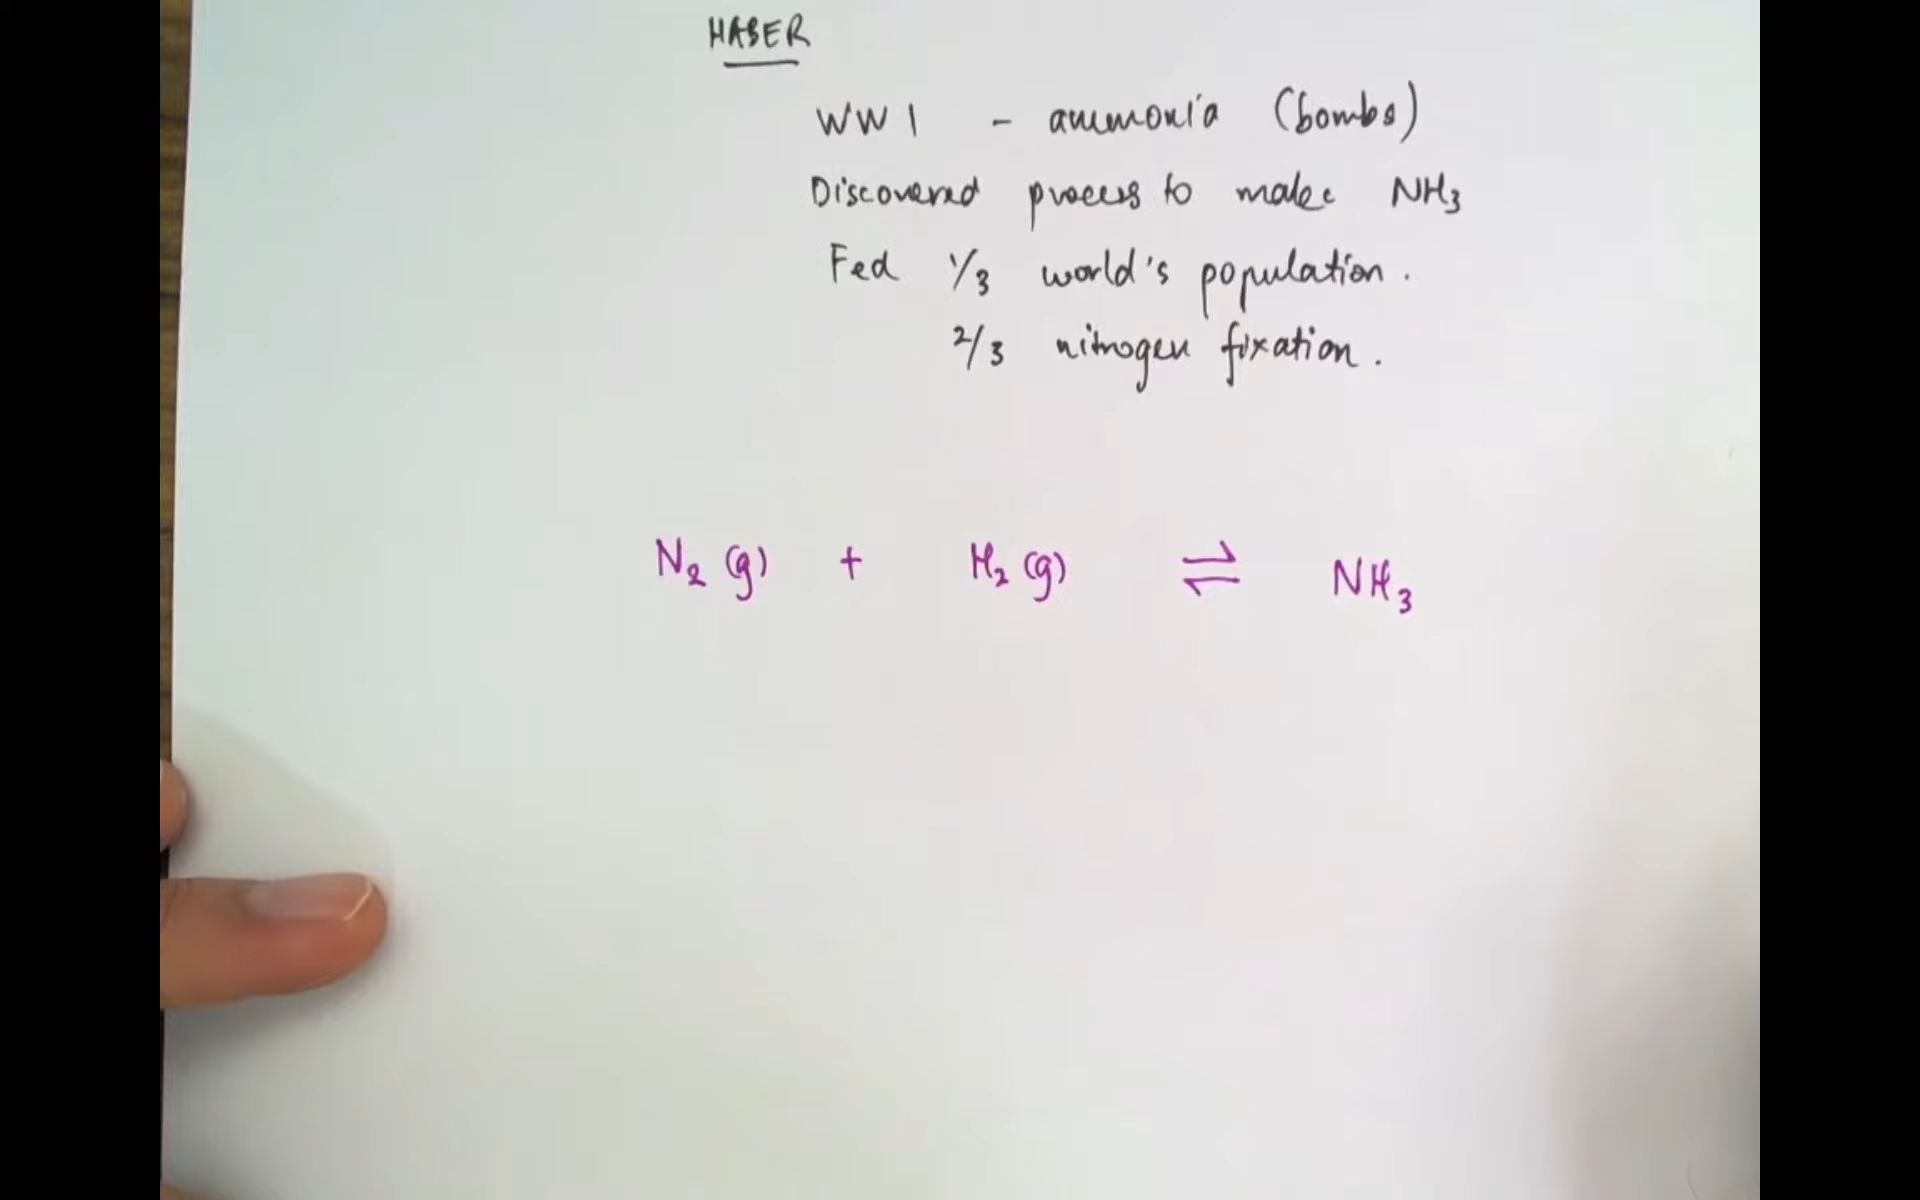 HABER
WW1 - ammonia (bombs)
Discovered process to make NH₃
Fed 1/3 world's population.
2/3 nitrogen fixation.
N₂ (g) + H₂ (g) ⇌ NH₃